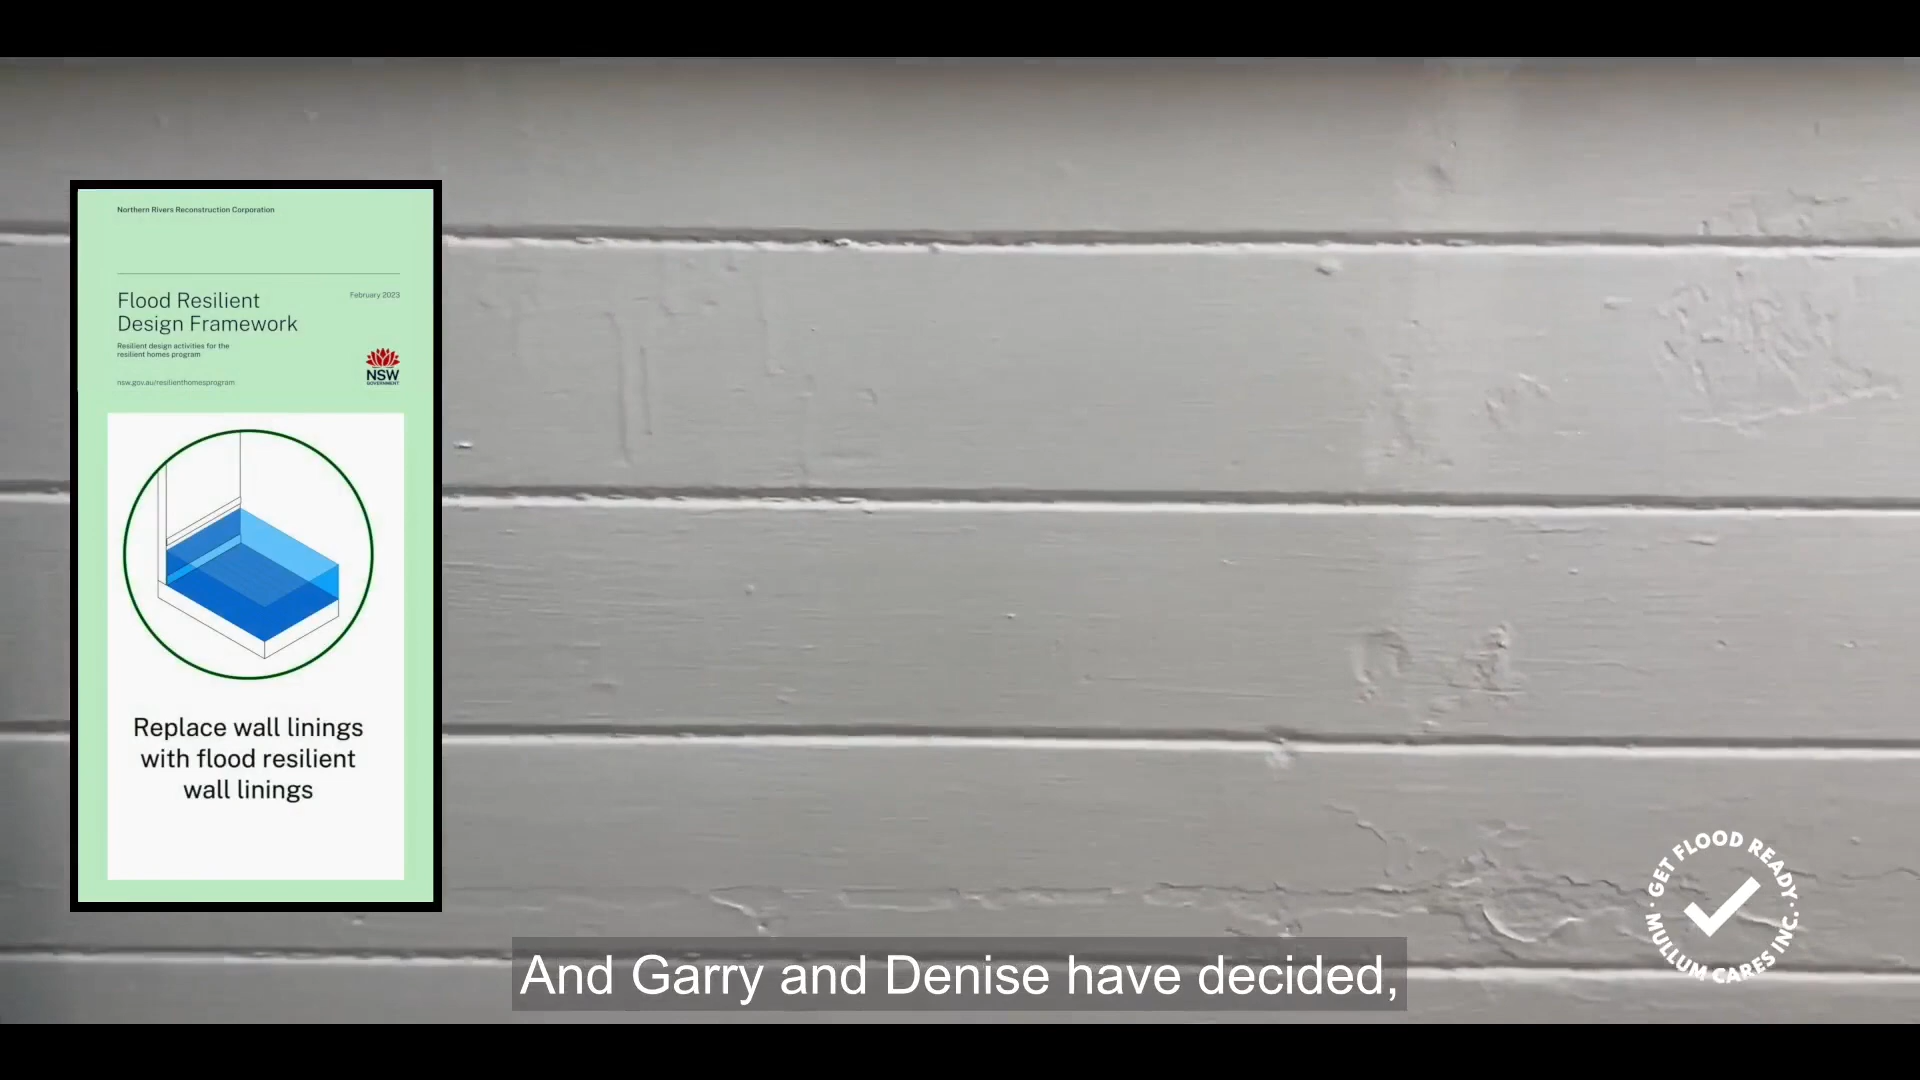 Northern Rivers Reconstruction Corporation
Flood Resilient
Design Framework
February 2023
Resilient design activities for the
resilient homes program
nsw.gov.au/resilienthomesprogram
NSW
GOVERNMENT
Replace wall linings
with flood resilient
wall linings
· GET FLOOD READY ·
MULLUM CARES INC.
And Garry and Denise have decided,